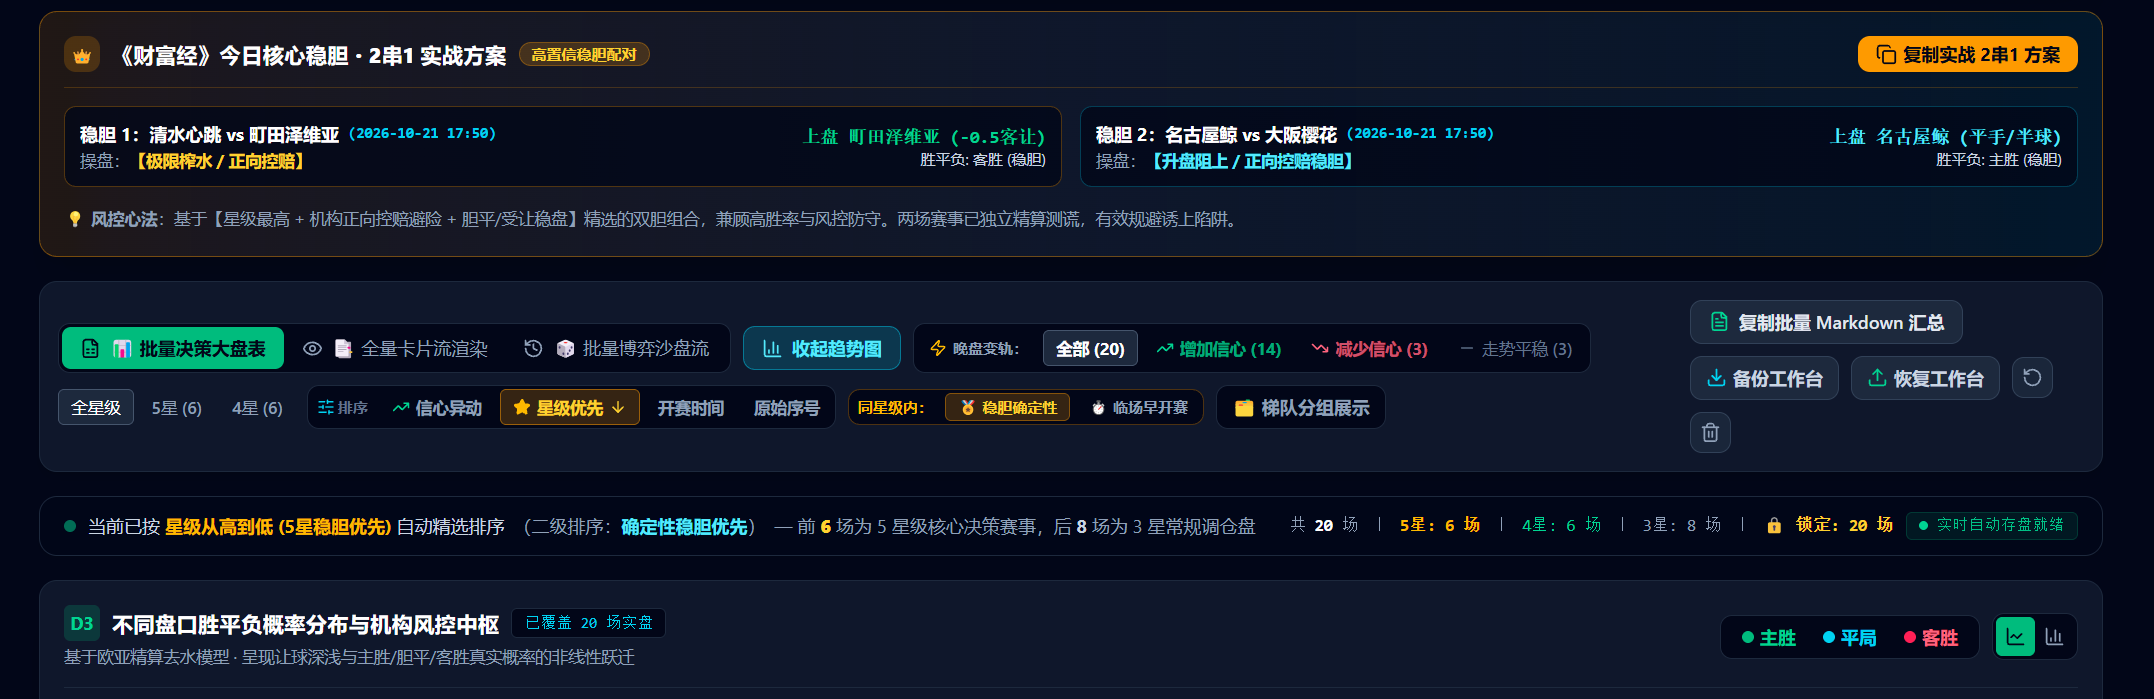 《财富经》今日核心稳胆 · 2串1 实战方案
高置信稳胆配对
复制实战 2串1 方案
稳胆 1：清水心跳 vs 町田泽维亚（2026-10-21 17:50）
上盘 町田泽维亚 (-0.5客让)
操盘：【极限榨水 / 正向控赔】
胜平负: 客胜 (稳胆)
稳胆 2：名古屋鲸 vs 大阪樱花（2026-10-21 17:50）
上盘 名古屋鲸 (平手/半球)
操盘：【升盘阻上 / 正向控赔稳胆】
胜平负: 主胜 (稳胆)
💡 风控心法：基于【星级最高 + 机构正向控赔避险 + 胆平/受让稳盘】精选的双胆组合，兼顾高胜率与风控防守。两场赛事已独立精算测谎，有效规避诱上陷阱。
📊 批量决策大盘表
📑 全量卡片流渲染
🎲 批量博弈沙盘流
收起趋势图
晚盘变轨：
全部 (20)
增加信心 (14)
减少信心 (3)
走势平稳 (3)
复制批量 Markdown 汇总
备份工作台
恢复工作台
全星级
5星 (6)
4星 (6)
排序
信心异动
⭐ 星级优先 ↓
开赛时间
原始序号
同星级内：
🏅 稳胆确定性
⏱️ 临场早开赛
🗂️ 梯队分组展示
当前已按 星级从高到低 (5星稳胆优先) 自动精选排序 （二级排序：确定性稳胆优先） — 前 6 场为 5 星级核心决策赛事，后 8 场为 3 星常规调仓盘
共 20 场 | 5星: 6 场 | 4星: 6 场 | 3星: 8 场 | 🔒 锁定: 20 场
实时自动存盘就绪
D3
不同盘口胜平负概率分布与机构风控中枢
已覆盖 20 场实盘
基于欧亚精算去水模型 · 呈现让球深浅与主胜/胆平/客胜真实概率的非线性跃迁
主胜
平局
客胜